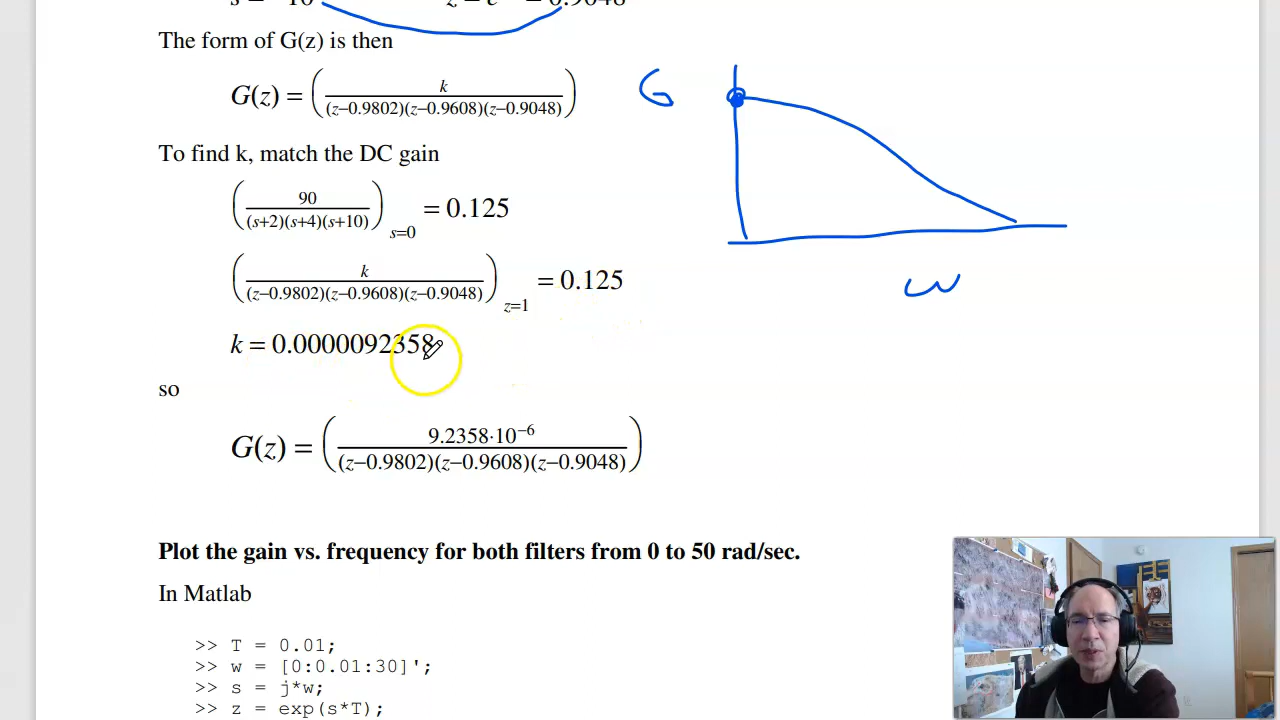 The form of G(z) is then
G(z) = ( k / (z−0.9802)(z−0.9608)(z−0.9048) )
G
To find k, match the DC gain
( 90 / (s+2)(s+4)(s+10) ) s=0 = 0.125
( k / (z−0.9802)(z−0.9608)(z−0.9048) ) z=1 = 0.125
ω
k = 0.0000092358
so
G(z) = ( 9.2358·10⁻⁶ / (z−0.9802)(z−0.9608)(z−0.9048) )
Plot the gain vs. frequency for both filters from 0 to 50 rad/sec.
In Matlab
>> T = 0.01;
>> w = [0:0.01:30]';
>> s = j*w;
>> z = exp(s*T);